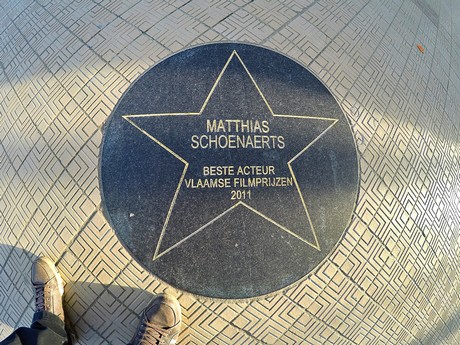 MATTHIAS
SCHOENAERTS
BESTE ACTEUR
VLAAMSE FILMPRIJZEN
2011